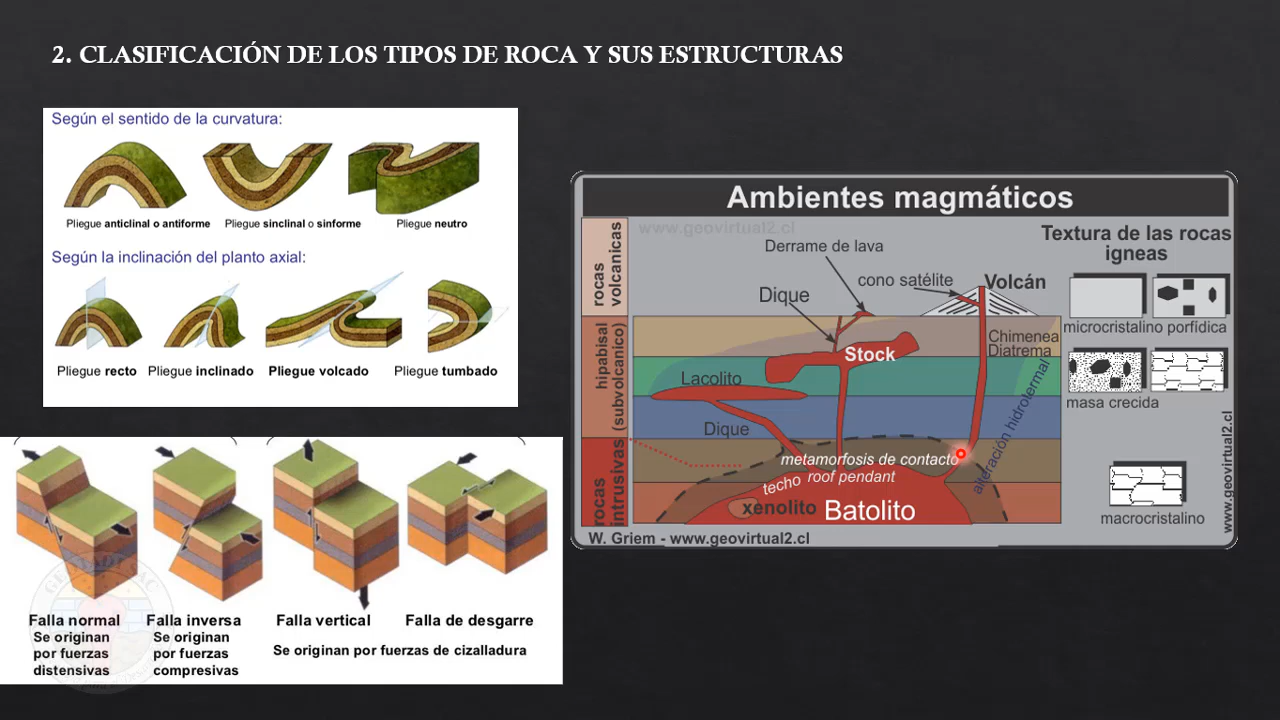 2. CLASIFICACIÓN DE LOS TIPOS DE ROCA Y SUS ESTRUCTURAS
Según el sentido de la curvatura:
Pliegue anticlinal o antiforme
Pliegue sinclinal o sinforme
Pliegue neutro
Según la inclinación del planto axial:
Pliegue recto
Pliegue inclinado
Pliegue volcado
Pliegue tumbado
Falla normal
Se originan
por fuerzas
distensivas
Falla inversa
Se originan
por fuerzas
compresivas
Falla vertical
Falla de desgarre
Se originan por fuerzas de cizalladura
Ambientes magmáticos
www.geovirtual2.cl
rocas
volcanicas
hipabisal
(subvolcanico)
rocas
intrusivas
Derrame de lava
cono satélite
Volcán
Dique
Stock
Chimenea
Diatrema
Lacolito
Dique
alteración hidrotermal
metamorfosis de contacto
techo roof pendant
xenolito
Batolito
Textura de las rocas
igneas
microcristalino porfídica
masa crecida
macrocristalino
www.geovirtual2.cl
W. Griem - www.geovirtual2.cl